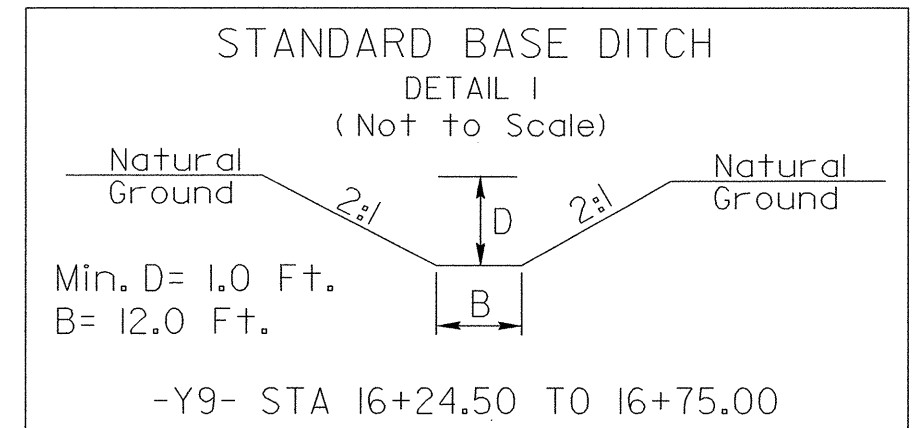 STANDARD BASE DITCH
DETAIL 1
(Not to Scale)
Natural
Ground
2:1
D
2:1
Natural
Ground
Min. D= 1.0 Ft.
B= 12.0 Ft.
B
-Y9- STA 16+24.50 TO 16+75.00